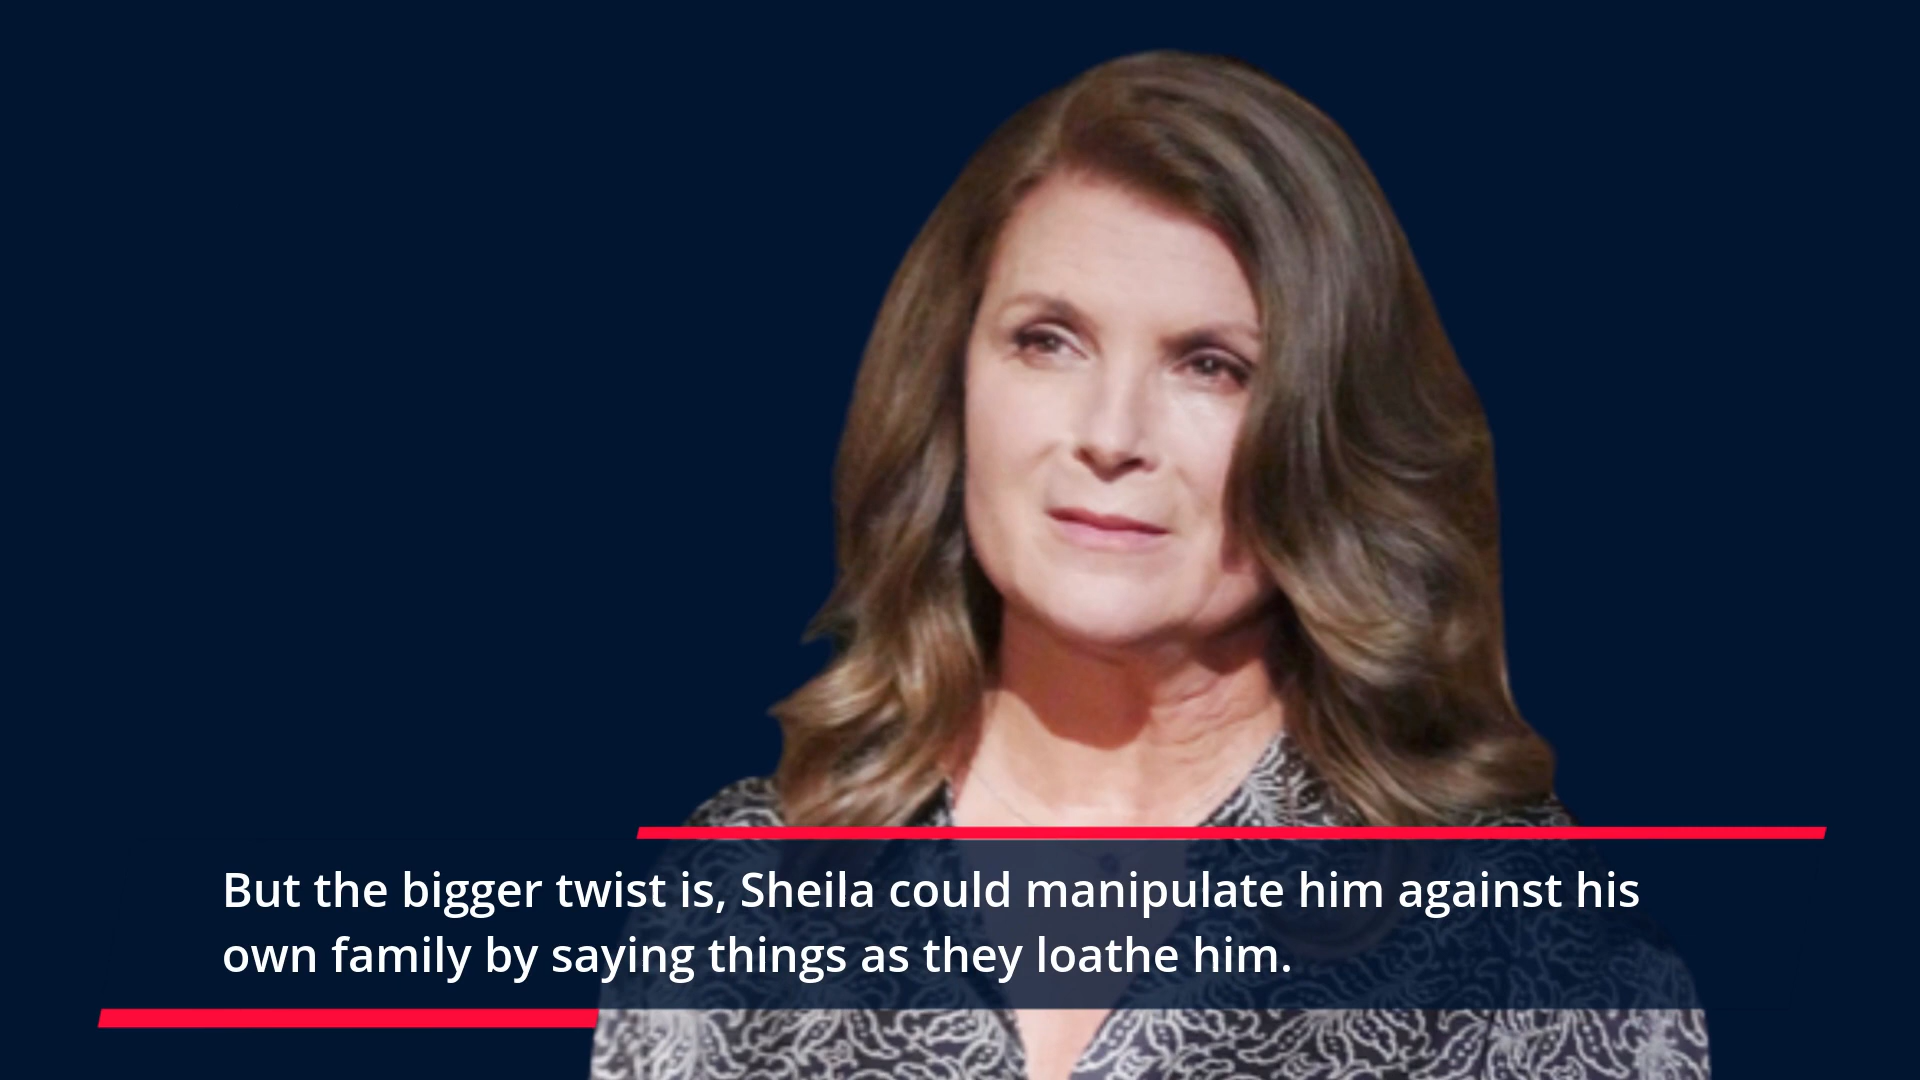 But the bigger twist is, Sheila could manipulate him against his
own family by saying things as they loathe him.